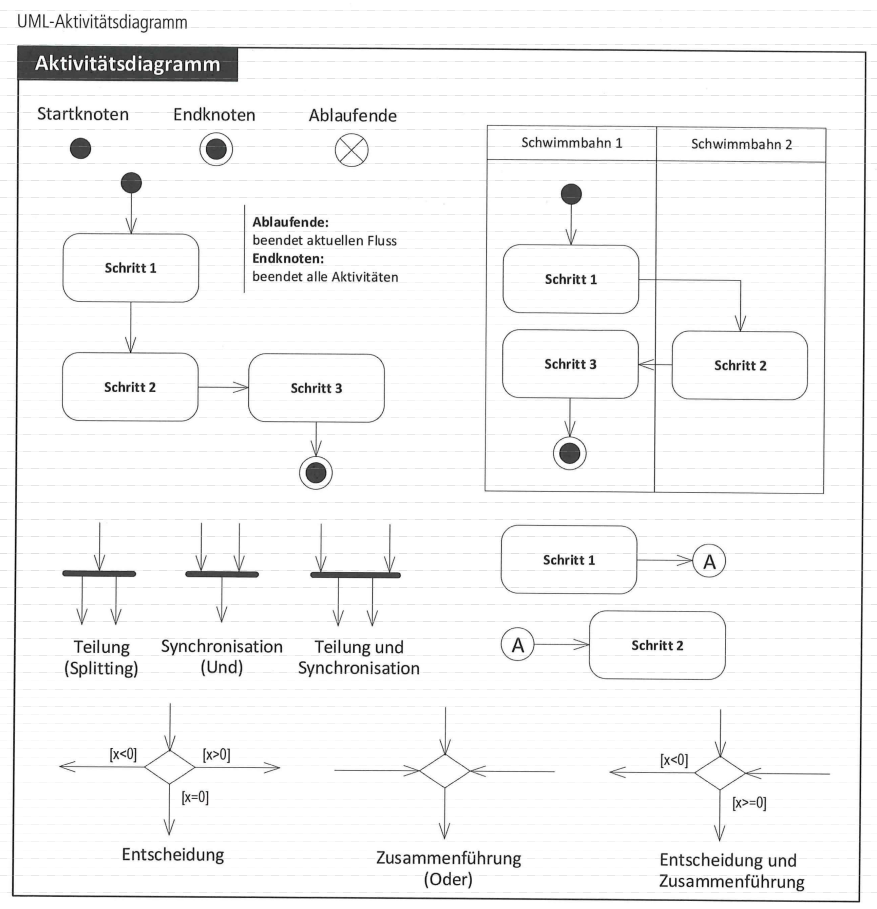 UML-Aktivitätsdiagramm
Aktivitätsdiagramm
Startknoten
Endknoten
Ablaufende
Ablaufende:
beendet aktuellen Fluss
Endknoten:
beendet alle Aktivitäten
Schritt 1
Schritt 2
Schritt 3
Schwimmbahn 1
Schwimmbahn 2
Schritt 1
Schritt 3
Schritt 2
Teilung
(Splitting)
Synchronisation
(Und)
Teilung und
Synchronisation
Schritt 1
A
A
Schritt 2
[x<0]
[x>0]
[x=0]
Entscheidung
Zusammenführung
(Oder)
[x<0]
[x>=0]
Entscheidung und
Zusammenführung